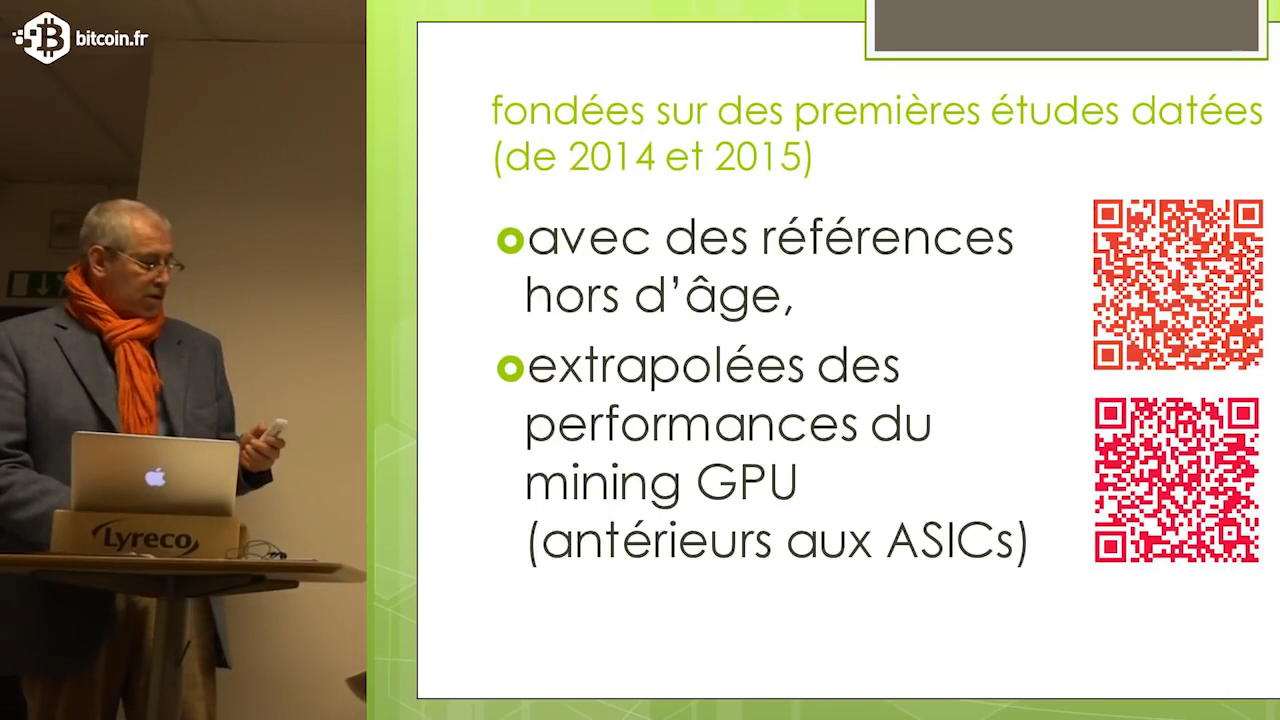 bitcoin.fr
fondées sur des premières études datées
(de 2014 et 2015)
avec des références
hors d’âge,
extrapolées des
performances du
mining GPU
(antérieurs aux ASICs)
Lyreco